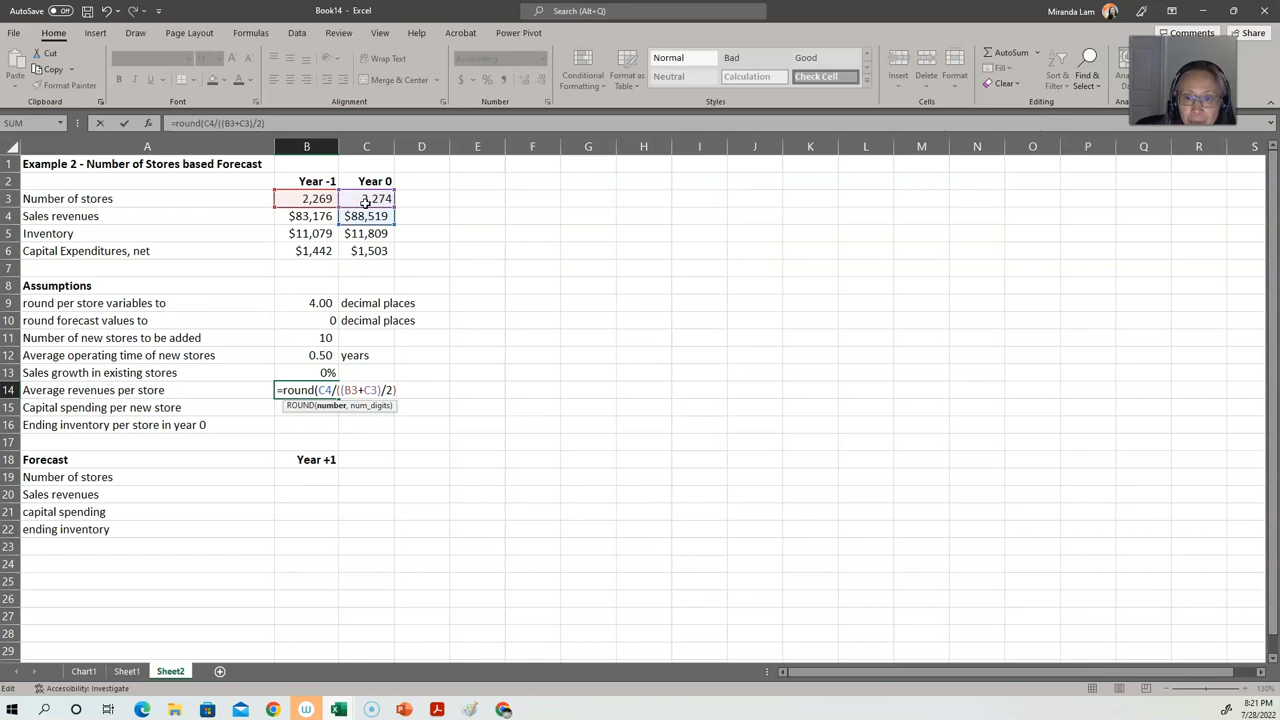 AutoSave Off Book14 - Excel Search (Alt+Q) Miranda Lam
File Home Insert Draw Page Layout Formulas Data Review View Help Acrobat Power Pivot Comments Share
Cut
Copy
Format Painter
Paste
Wrap Text
Merge & Center
Accounting
Conditional Formatting
Format as Table
Normal Bad Good
Neutral Calculation Check Cell
Insert Delete Format
AutoSum
Fill
Clear
Sort & Filter
Find & Select
Clipboard Font Alignment Number Styles Cells Editing
SUM =round(C4/((B3+C3)/2)
A B C D E F G H I J K L M N O P Q R S
1 Example 2 - Number of Stores based Forecast
2 Year -1 Year 0
3 Number of stores 2,269 2,274
4 Sales revenues $83,176 $88,519
5 Inventory $11,079 $11,809
6 Capital Expenditures, net $1,442 $1,503
7
8 Assumptions
9 round per store variables to 4.00 decimal places
10 round forecast values to 0 decimal places
11 Number of new stores to be added 10
12 Average operating time of new stores 0.50 years
13 Sales growth in existing stores 0%
14 Average revenues per store =round(C4/((B3+C3)/2)
ROUND(number, num_digits)
15 Capital spending per new store
16 Ending inventory per store in year 0
17
18 Forecast Year +1
19 Number of stores
20 Sales revenues
21 capital spending
22 ending inventory
23
24
25
26
27
28
29
Chart1 Sheet1 Sheet2
Edit Accessibility: Investigate 130%
8:21 PM
7/28/2022